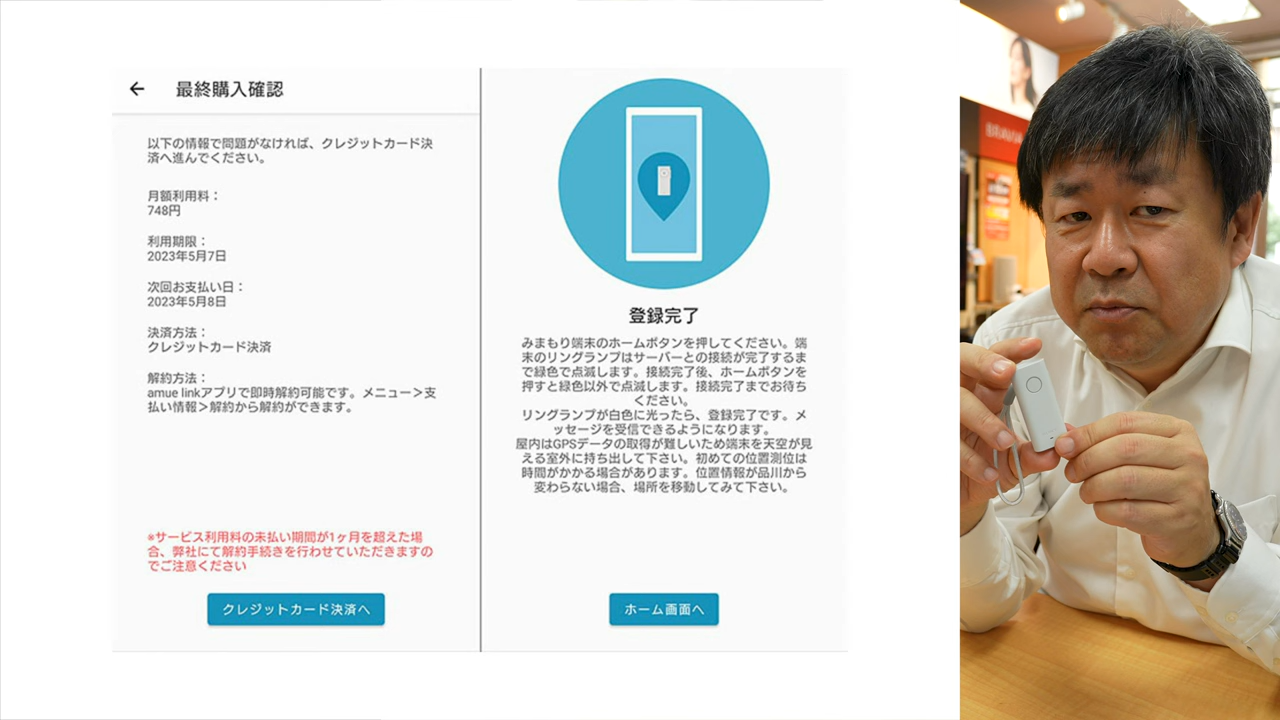 最終購入確認
以下の情報で問題がなければ、クレジットカード決
済へ進んでください。
月額利用料：
748円
利用期限：
2023年5月7日
次回お支払い日：
2023年5月8日
決済方法：
クレジットカード決済
解約方法：
amue linkアプリで即時解約可能です。メニュー＞支
払い情報＞解約から解約ができます。
※サービス利用料の未払い期間が1ヶ月を超えた場
合、弊社にて解約手続きを行わせていただきますの
でご注意ください
クレジットカード決済へ
登録完了
みまもり端末のホームボタンを押してください。端
末のリングランプはサーバーとの接続が完了するま
で緑色で点滅します。接続完了後、ホームボタンを
押すと緑色以外で点滅します。接続完了までお待ち
ください。
リングランプが白色に光ったら、登録完了です。メ
ッセージを受信できるようになります。
屋内はGPSデータの取得が難しいため端末を天空が見
える室外に持ち出して下さい。初めての位置測位は
時間がかかる場合があります。位置情報が品川から
変わらない場合、場所を移動してみて下さい。
ホーム画面へ
BRAVIA